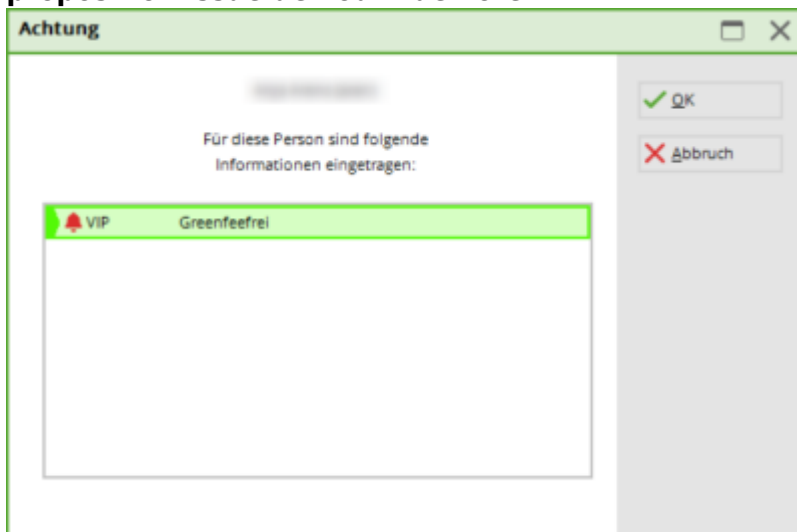 Achtung
Für diese Person sind folgende
Informationen eingetragen:
VIP Greenfeefrei
OK
Abbruch